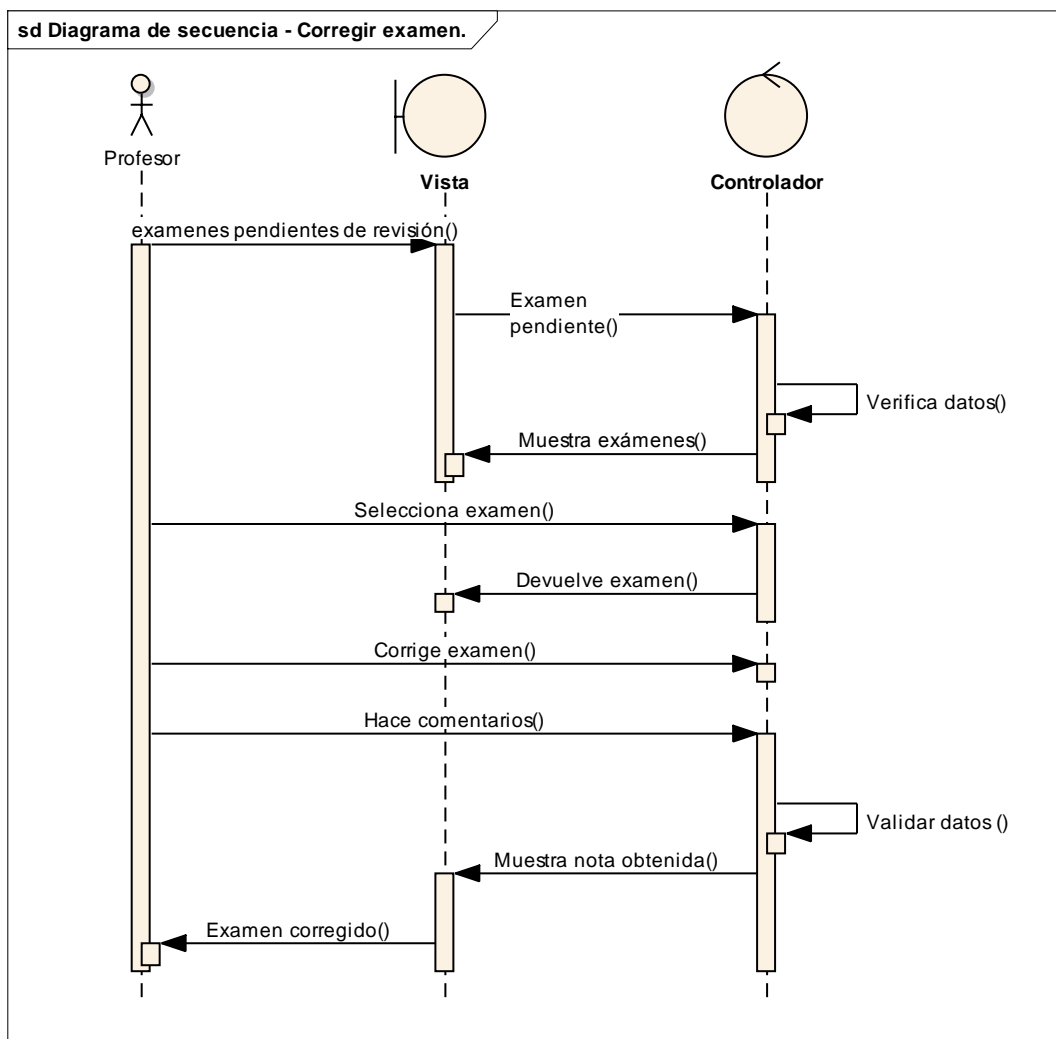 sd Diagrama de secuencia - Corregir examen.
Profesor
Vista
Controlador
examenes pendientes de revisión()
Examen
pendiente()
Verifica datos()
Muestra exámenes()
Selecciona examen()
Devuelve examen()
Corrige examen()
Hace comentarios()
Validar datos ()
Muestra nota obtenida()
Examen corregido()